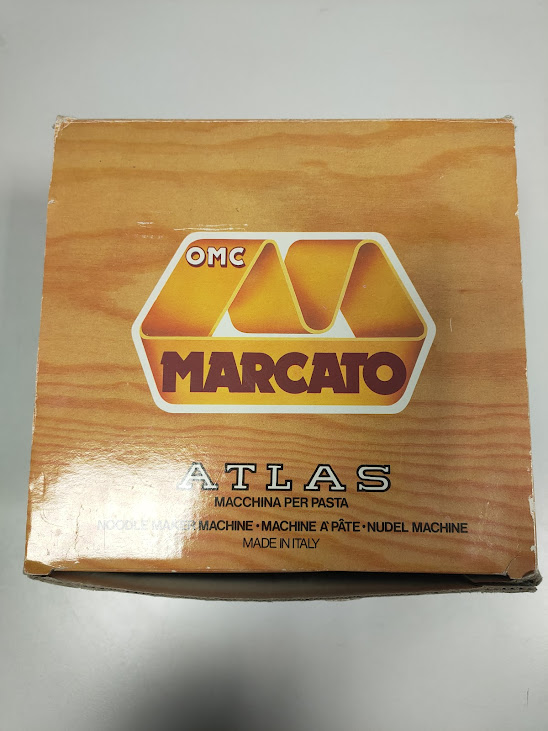 OMC
MARCATO
ATLAS
MACCHINA PER PASTA
NOODLE MAKER MACHINE • MACHINE A' PÂTE • NUDEL MACHINE
MADE IN ITALY